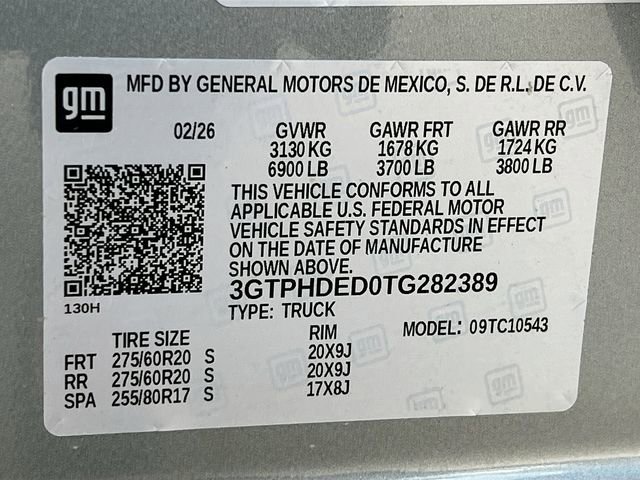 gm
MFD BY GENERAL MOTORS DE MEXICO, S. DE R.L. DE C.V.
02/26 GVWR GAWR FRT GAWR RR
3130 KG 1678 KG 1724 KG
6900 LB 3700 LB 3800 LB
THIS VEHICLE CONFORMS TO ALL
APPLICABLE U.S. FEDERAL MOTOR
VEHICLE SAFETY STANDARDS IN EFFECT
ON THE DATE OF MANUFACTURE
SHOWN ABOVE.
3GTPHDED0TG282389
130H
TYPE: TRUCK
TIRE SIZE RIM MODEL: 09TC10543
FRT 275/60R20 S 20X9J
RR 275/60R20 S 20X9J
SPA 255/80R17 S 17X8J